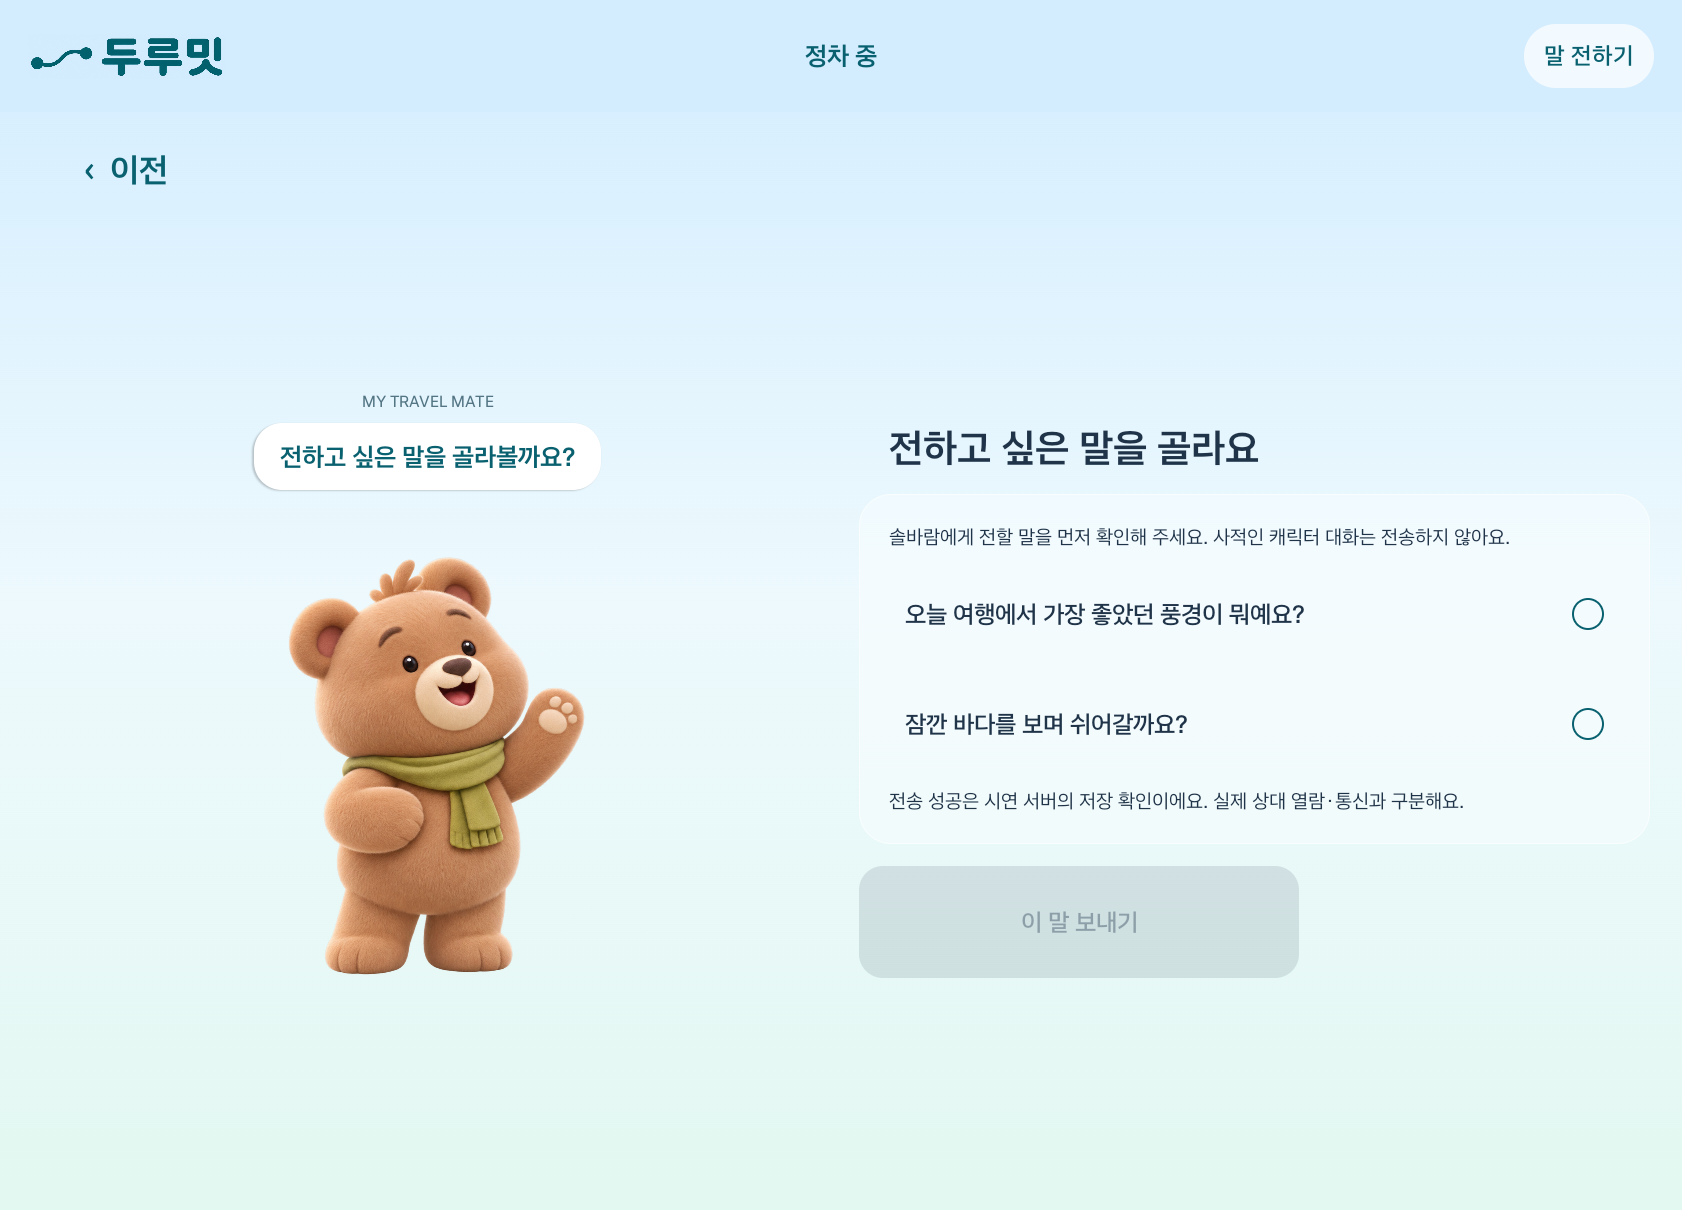 두루밋
정차 중
말 전하기
‹ 이전
MY TRAVEL MATE
전하고 싶은 말을 골라볼까요?
전하고 싶은 말을 골라요
솔바람에게 전할 말을 먼저 확인해 주세요. 사적인 캐릭터 대화는 전송하지 않아요.
오늘 여행에서 가장 좋았던 풍경이 뭐예요?
잠깐 바다를 보며 쉬어갈까요?
전송 성공은 시연 서버의 저장 확인이에요. 실제 상대 열람·통신과 구분해요.
이 말 보내기